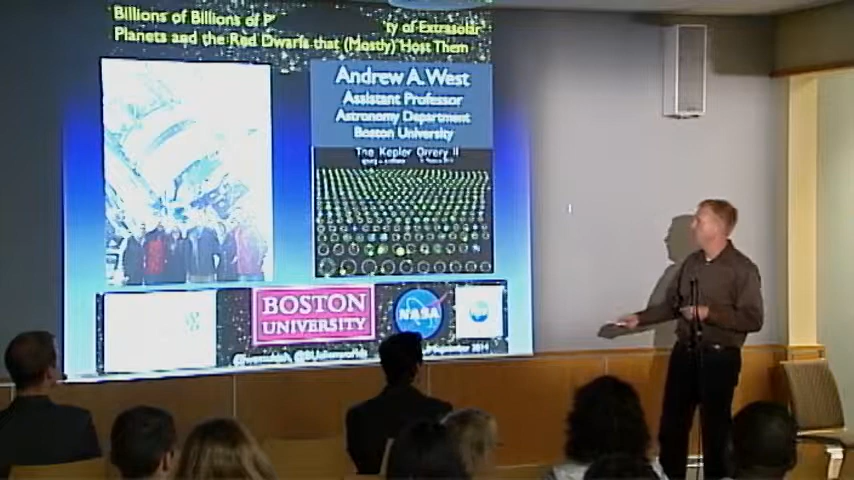 Billions of Billions of P ty of Extrasolar
Planets and the Red Dwarfs that (Mostly) Host Them
Andrew A. West
Assistant Professor
Astronomy Department
Boston University
The Kepler Orrery II
BOSTON
UNIVERSITY
NASA
2014